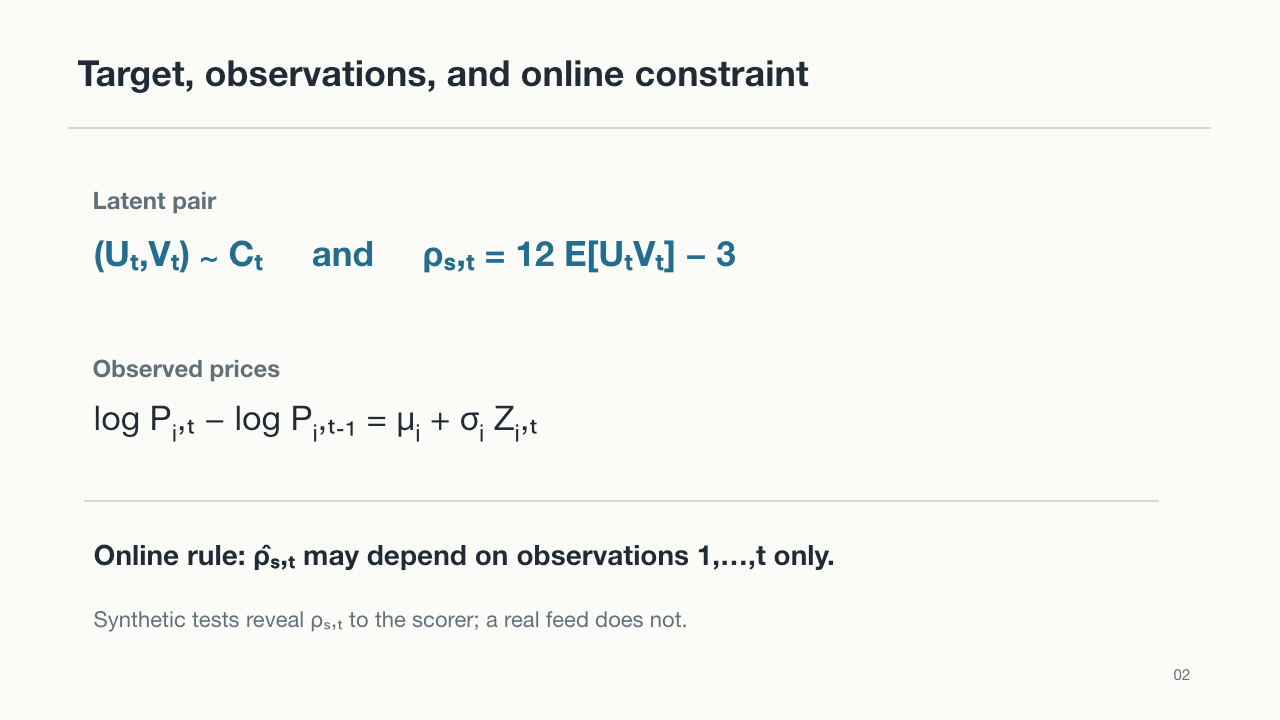 Target, observations, and online constraint
Latent pair
(Uₜ,Vₜ) ~ Cₜ and ρₛ,ₜ = 12 E[UₜVₜ] − 3
Observed prices
log Pᵢ,ₜ − log Pᵢ,ₜ₋₁ = μᵢ + σᵢ Zᵢ,ₜ
Online rule: ρ̂ₛ,ₜ may depend on observations 1,…,t only.
Synthetic tests reveal ρₛ,ₜ to the scorer; a real feed does not.
02